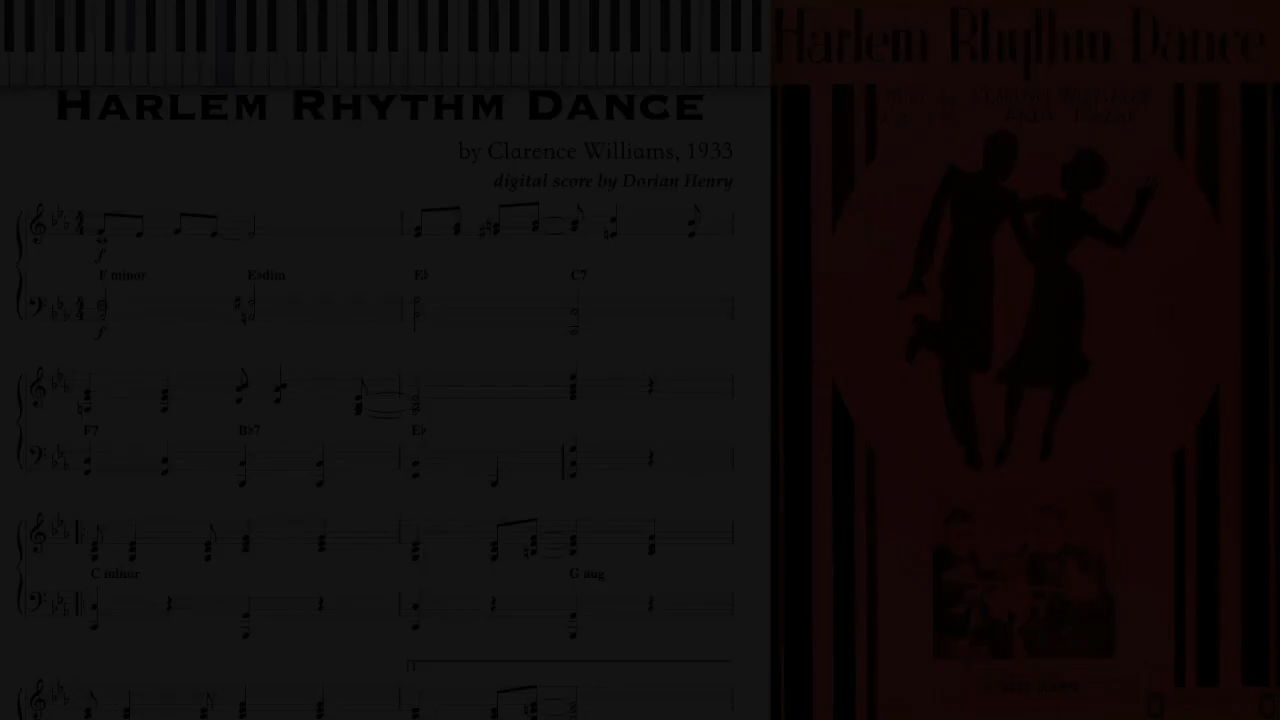 Harlem Rhythm Dance
HARLEM RHYTHM DANCE
by Clarence Williams, 1933
digital score by Dorian Henry
f
F minor E♭dim E♭ C7
f
F7 B♭7 E♭
C minor G aug